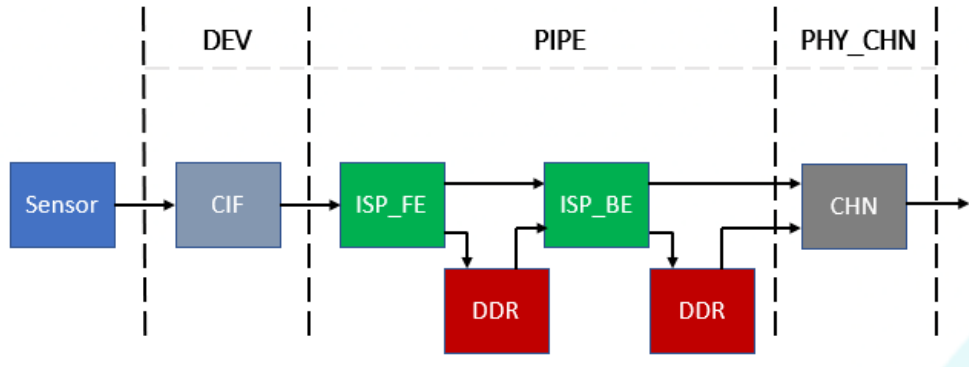 DEV
PIPE
PHY_CHN
Sensor
CIF
ISP_FE
ISP_BE
CHN
DDR
DDR